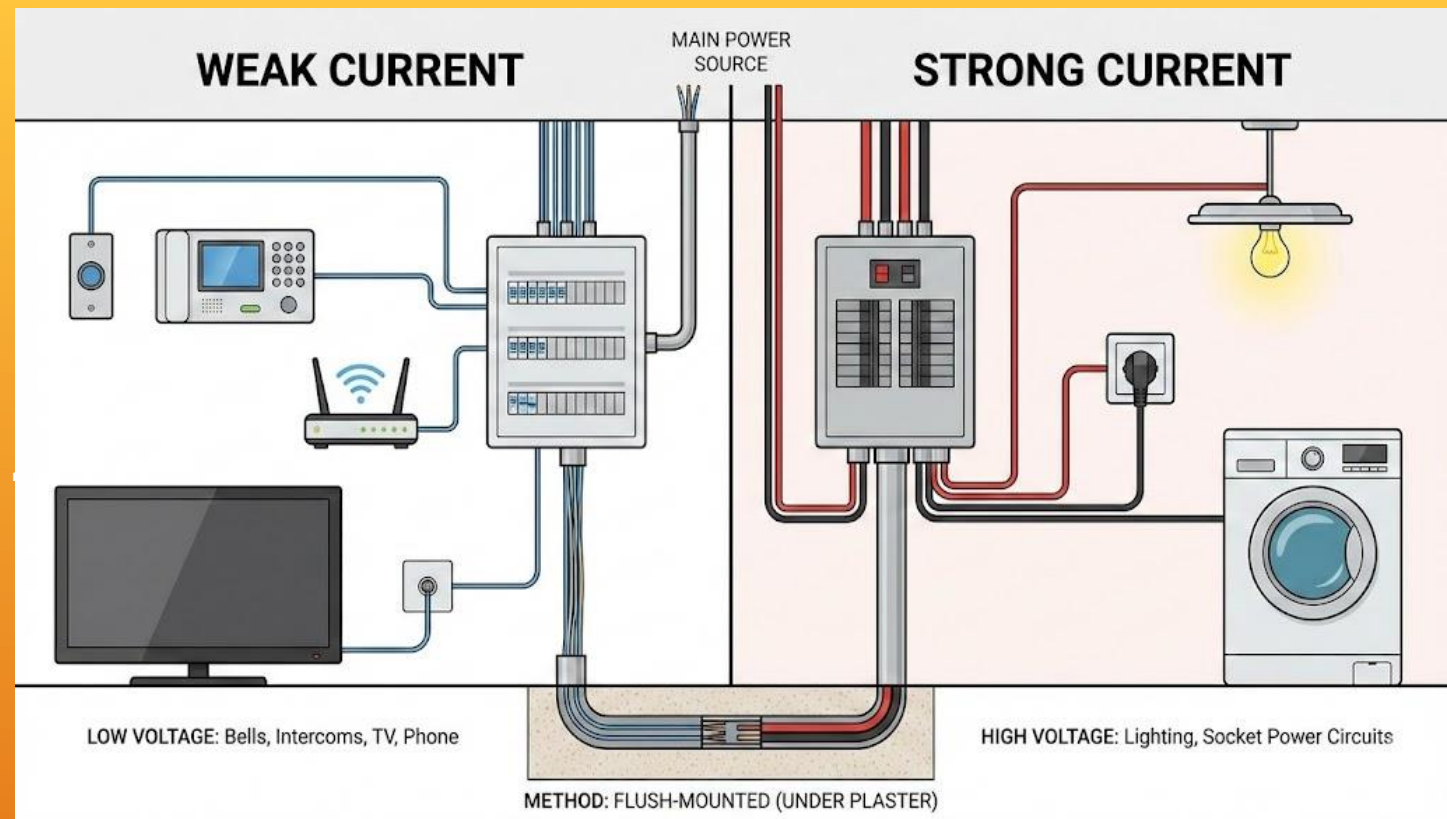 WEAK CURRENT
MAIN POWER
SOURCE
STRONG CURRENT
LOW VOLTAGE: Bells, Intercoms, TV, Phone
HIGH VOLTAGE: Lighting, Socket Power Circuits
METHOD: FLUSH-MOUNTED (UNDER PLASTER)